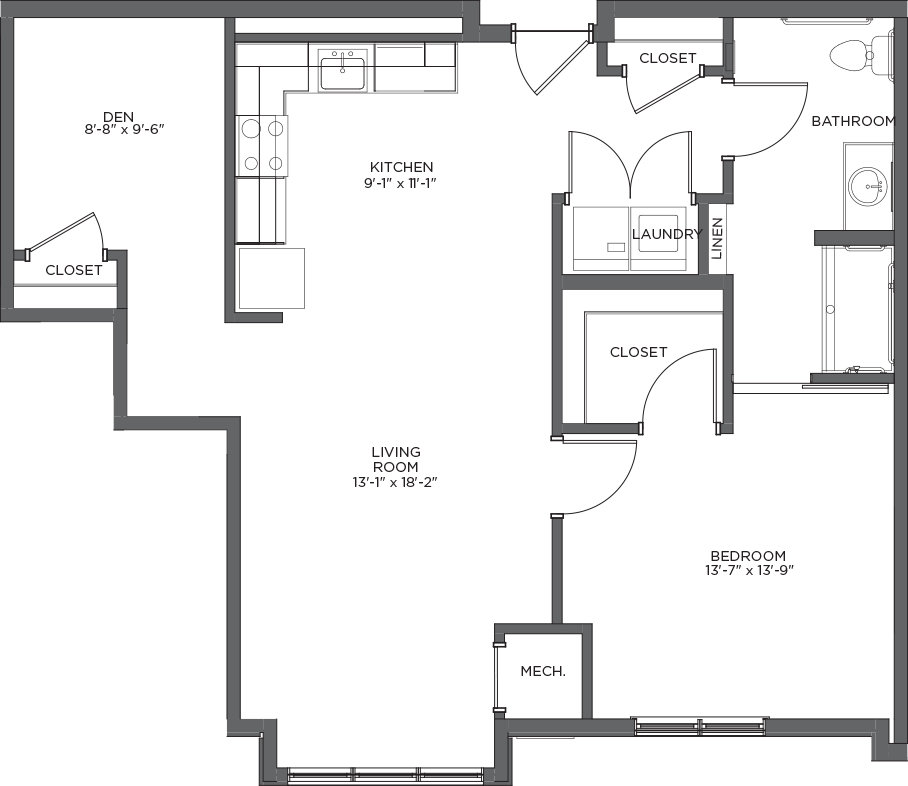 CLOSET
DEN
8'-8" x 9'-6"
BATHROOM
KITCHEN
9'-1" x 11'-1"
LAUNDRY
LINEN
CLOSET
CLOSET
LIVING
ROOM
13'-1" x 18'-2"
BEDROOM
13'-7" x 13'-9"
MECH.